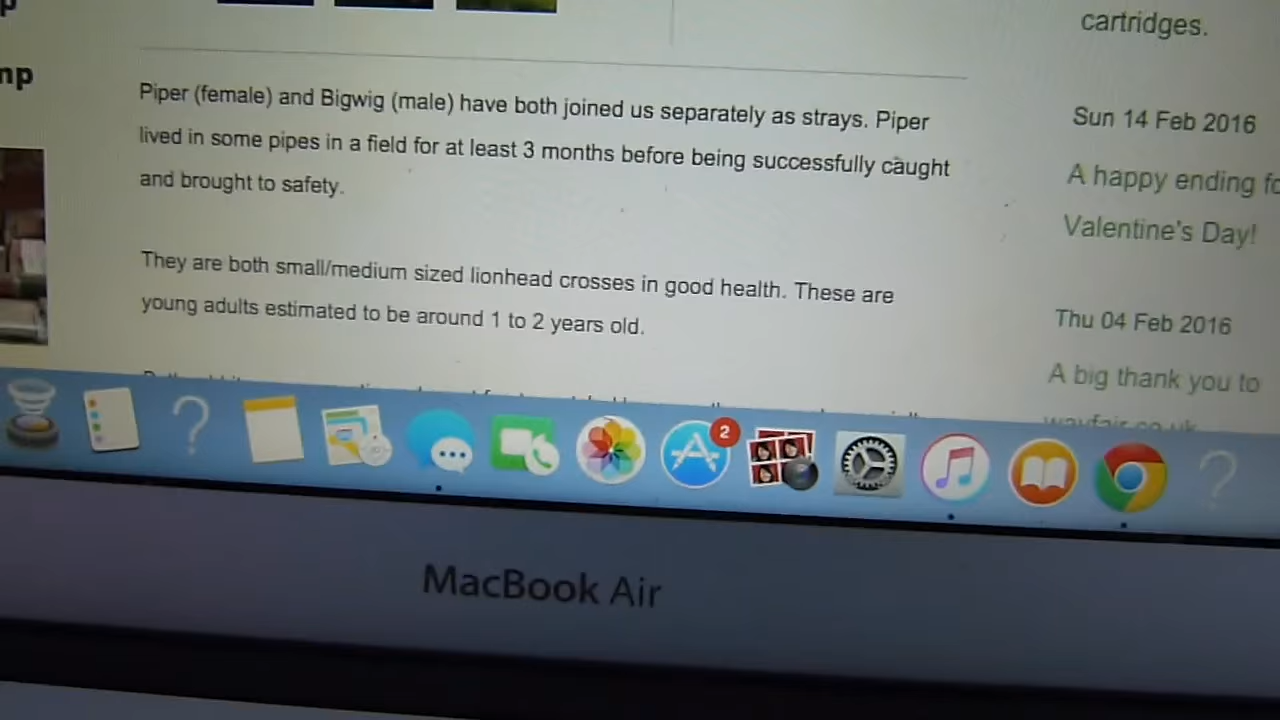 cartridges.
Piper (female) and Bigwig (male) have both joined us separately as strays. Piper
lived in some pipes in a field for at least 3 months before being successfully caught
and brought to safety.
They are both small/medium sized lionhead crosses in good health. These are
young adults estimated to be around 1 to 2 years old.
Sun 14 Feb 2016
A happy ending
Valentine's Day!
Thu 04 Feb 2016
A big thank you to
wayfair.co.uk
2
MacBook Air